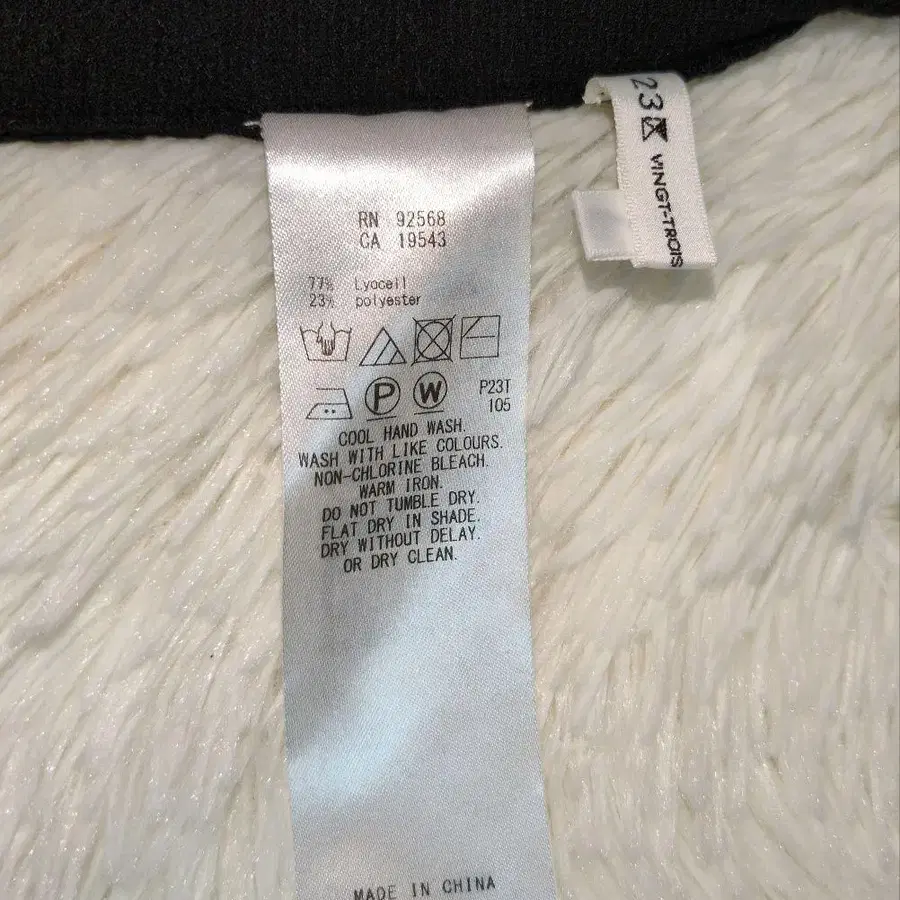 RN 92568
CA 19543
77% Lyocell
23% polyester
P W P23T
105
COOL HAND WASH.
WASH WITH LIKE COLOURS.
NON-CHLORINE BLEACH.
WARM IRON.
DO NOT TUMBLE DRY.
FLAT DRY IN SHADE.
DRY WITHOUT DELAY.
OR DRY CLEAN.
MADE IN CHINA
23
VINGT-TROIS